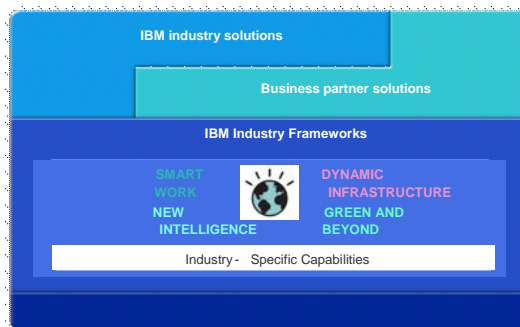 IBM industry solutions
Business partner solutions
IBM Industry Frameworks
SMART
WORK
DYNAMIC
INFRASTRUCTURE
NEW
INTELLIGENCE
GREEN AND
BEYOND
Industry - Specific Capabilities